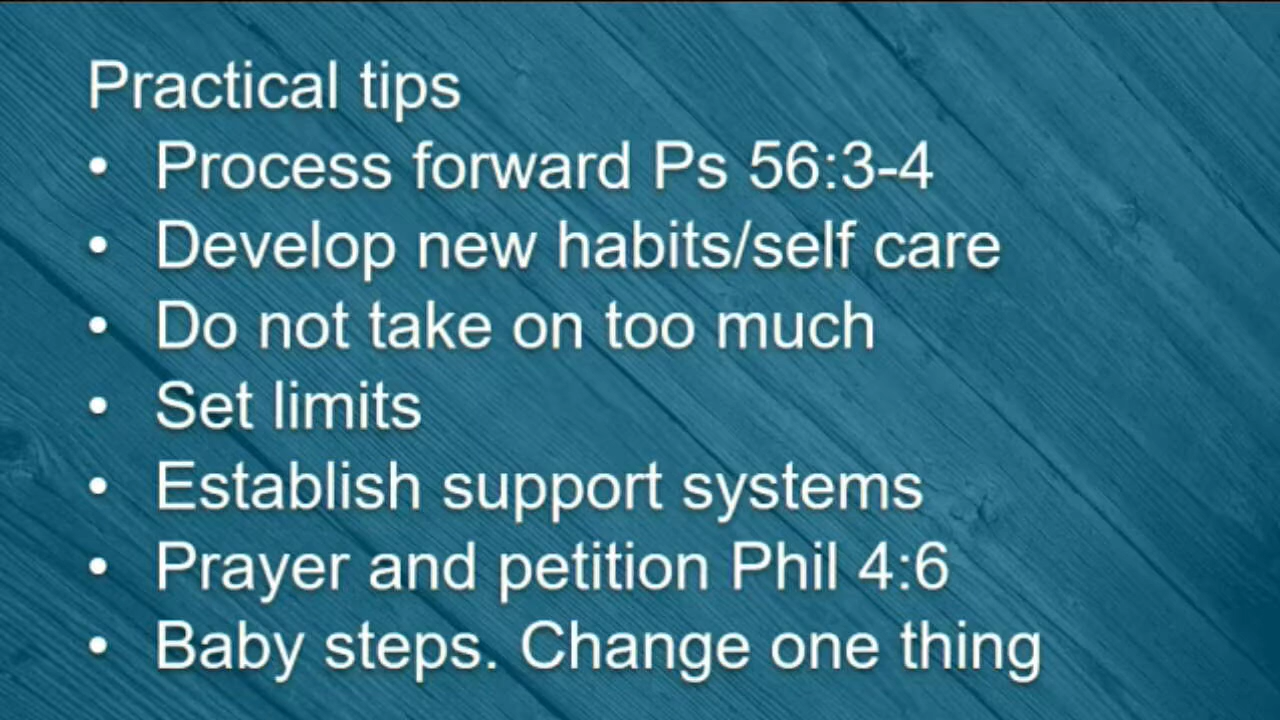 Practical tips
• Process forward Ps 56:3-4
• Develop new habits/self care
• Do not take on too much
• Set limits
• Establish support systems
• Prayer and petition Phil 4:6
• Baby steps. Change one thing